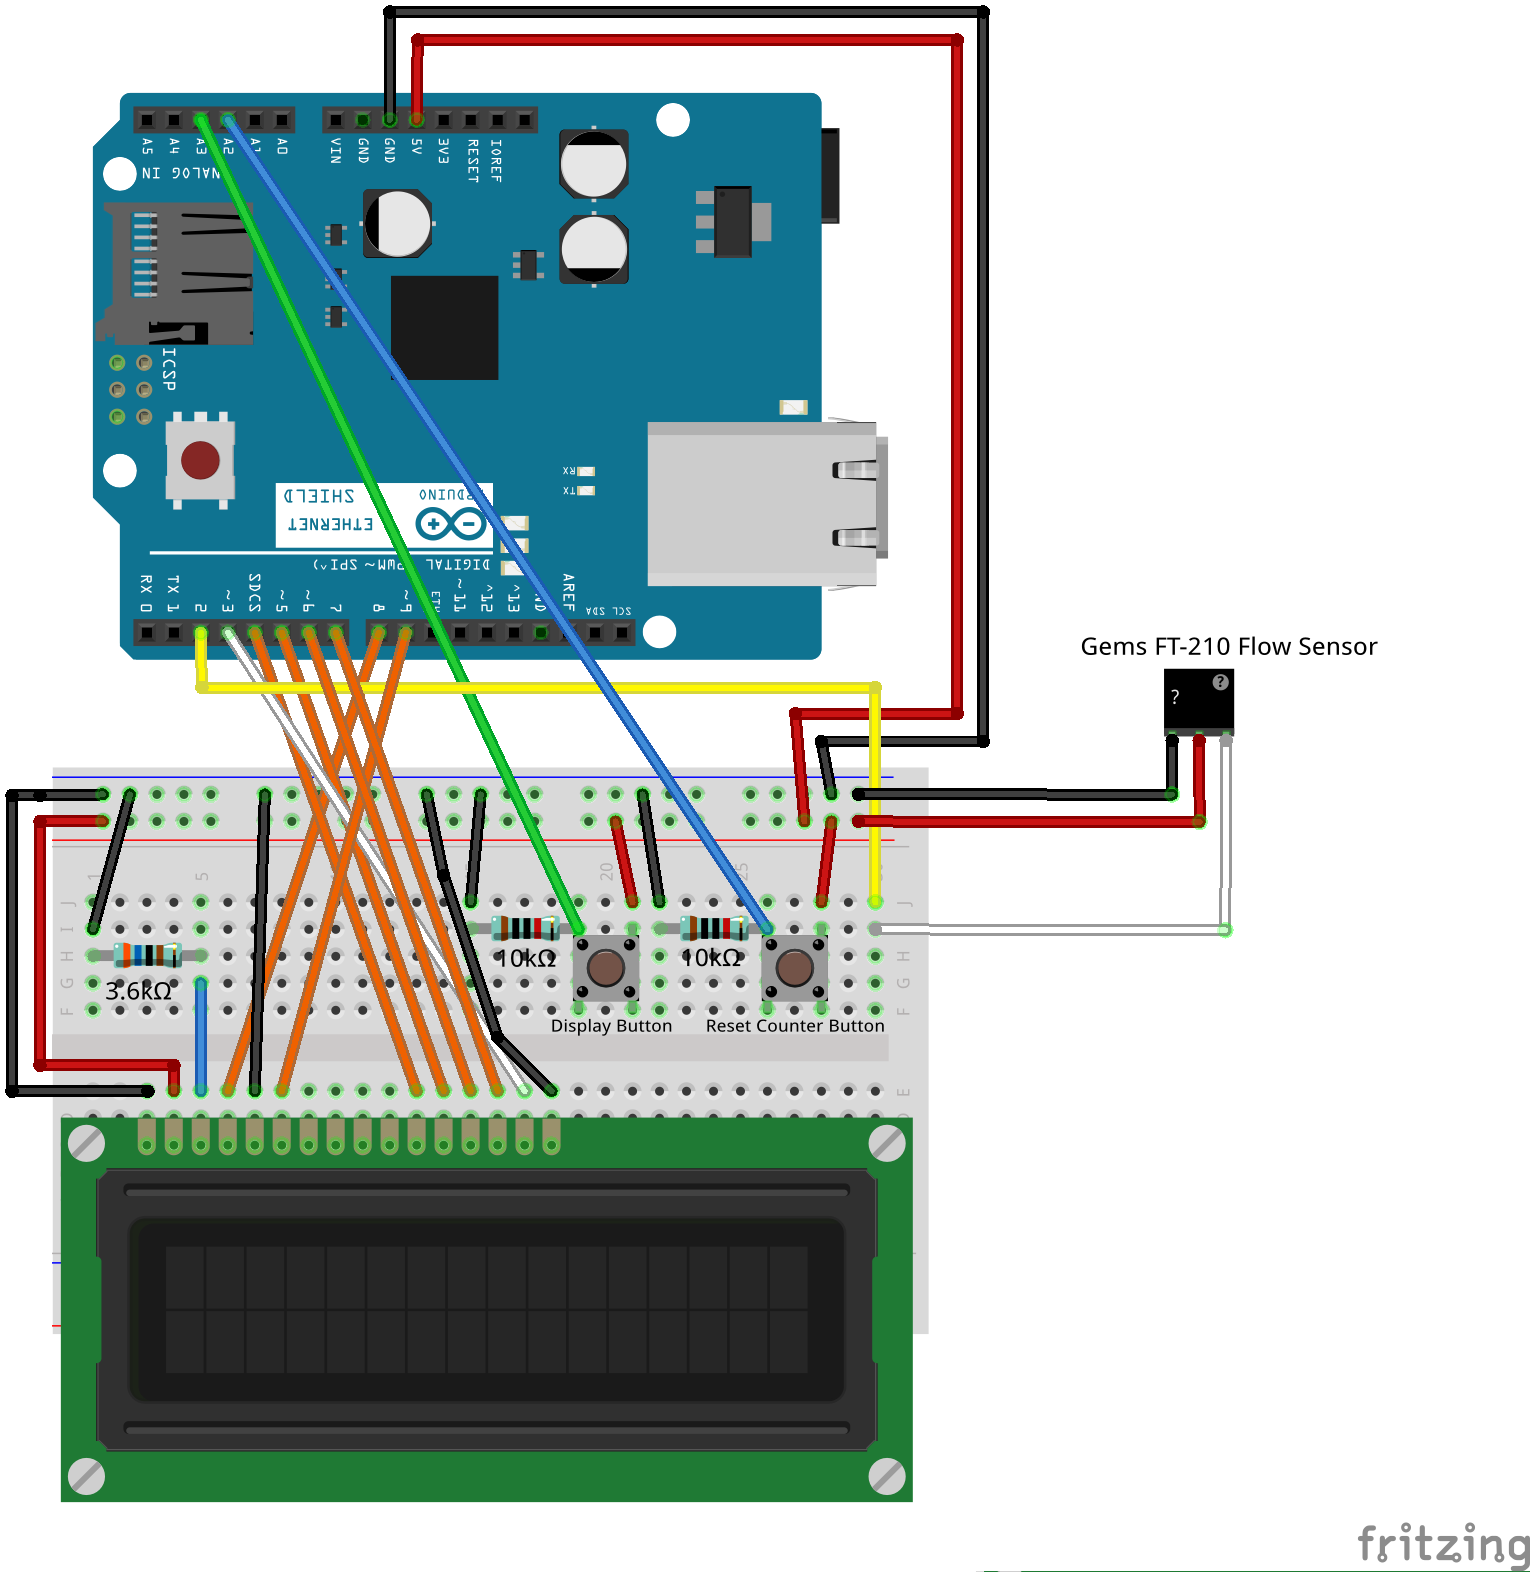 A5 A4 A3 A2 A1 A0 VIN GND GND 5V 3V3 RESET IOREF
ANALOG IN
ICSP
RX
TX
ARDUINO
SHIELD
ETHERNET
DIGITAL (PWM~ SPI^)
RX 0 TX 1 2 ~3 SDCS ~5 ~6 7 8 ~9 ETH ~11 ^12 ^13 GND AREF SDA SCL
Gems FT-210 Flow Sensor
?
?
1 5 20 25
J J
I I
H H
G G
F F
10kΩ 10kΩ
3.6kΩ
Display Button Reset Counter Button
E
fritzing